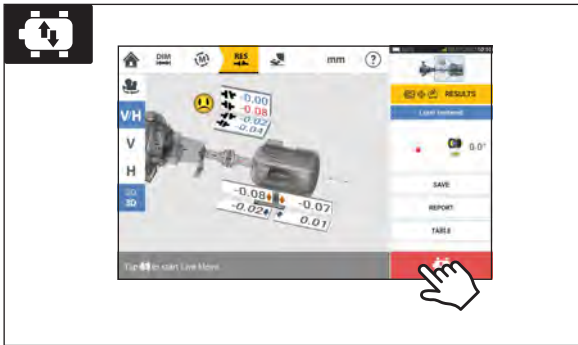 DIM
RES
mm
?
(M)
RESULTS
V/H
V
H
2D
3D
-0.00
-0.08
-0.02
-0.04
-0.08
-0.07
-0.02
0.01
0.0°
SAVE
REPORT
TABLE
Tap to start Live Move